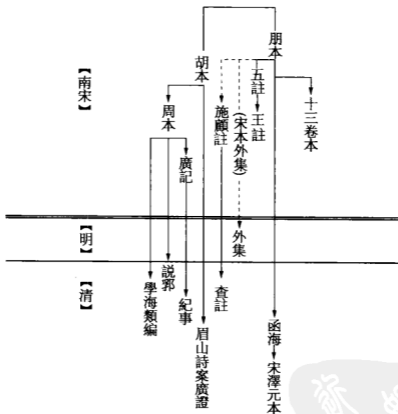 朋本
十三卷本
五註
王註
(宋本外集)
施顧註
胡本
周本
廣記
【南宋】
外集
【明】
函海
宋澤元本
查註
眉山詩案廣證
紀事
説郛
學海類編
【清】